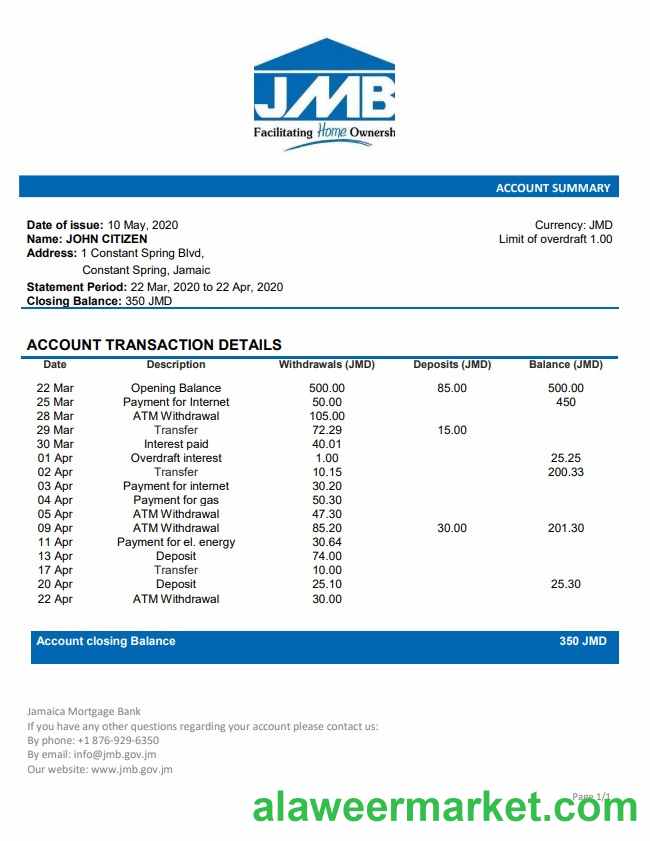 JMB
Facilitating Home Ownersh
ACCOUNT SUMMARY
Date of issue: 10 May, 2020 Currency: JMD
Name: JOHN CITIZEN Limit of overdraft 1.00
Address: 1 Constant Spring Blvd,
Constant Spring, Jamaic
Statement Period: 22 Mar, 2020 to 22 Apr, 2020
Closing Balance: 350 JMD
ACCOUNT TRANSACTION DETAILS
Date Description Withdrawals (JMD) Deposits (JMD) Balance (JMD)
22 Mar Opening Balance 500.00 85.00 500.00
25 Mar Payment for Internet 50.00 450
28 Mar ATM Withdrawal 105.00
29 Mar Transfer 72.29 15.00
30 Mar Interest paid 40.01
01 Apr Overdraft interest 1.00 25.25
02 Apr Transfer 10.15 200.33
03 Apr Payment for internet 30.20
04 Apr Payment for gas 50.30
05 Apr ATM Withdrawal 47.30
09 Apr ATM Withdrawal 85.20 30.00 201.30
11 Apr Payment for el. energy 30.64
13 Apr Deposit 74.00
17 Apr Transfer 10.00
20 Apr Deposit 25.10 25.30
22 Apr ATM Withdrawal 30.00
Account closing Balance 350 JMD
Jamaica Mortgage Bank
If you have any other questions regarding your account please contact us:
By phone: +1 876-929-6350
By email: info@jmb.gov.jm
Our website: www.jmb.gov.jm
Page 1/1
alaweermarket.com